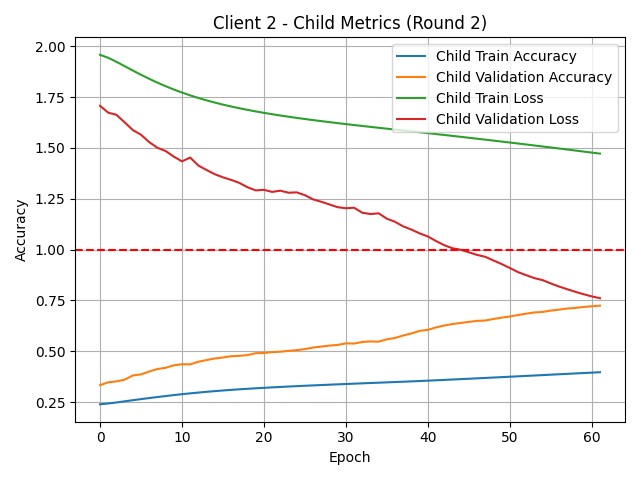 Client 2 - Child Metrics (Round 2)
Child Train Accuracy
Child Validation Accuracy
Child Train Loss
Child Validation Loss
2.00
1.75
1.50
1.25
1.00
0.75
0.50
0.25
Accuracy
0 10 20 30 40 50 60
Epoch